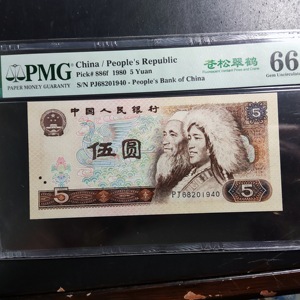 PMG
PAPER MONEY GUARANTY
China / People's Republic
Pick# 886f 1980 5 Yuan
S/N PJ68201940 - People's Bank of China
苍松翠鹤
66
Gem Uncirculated
中国人民银行
5
伍圆
PJ68201940
5
5